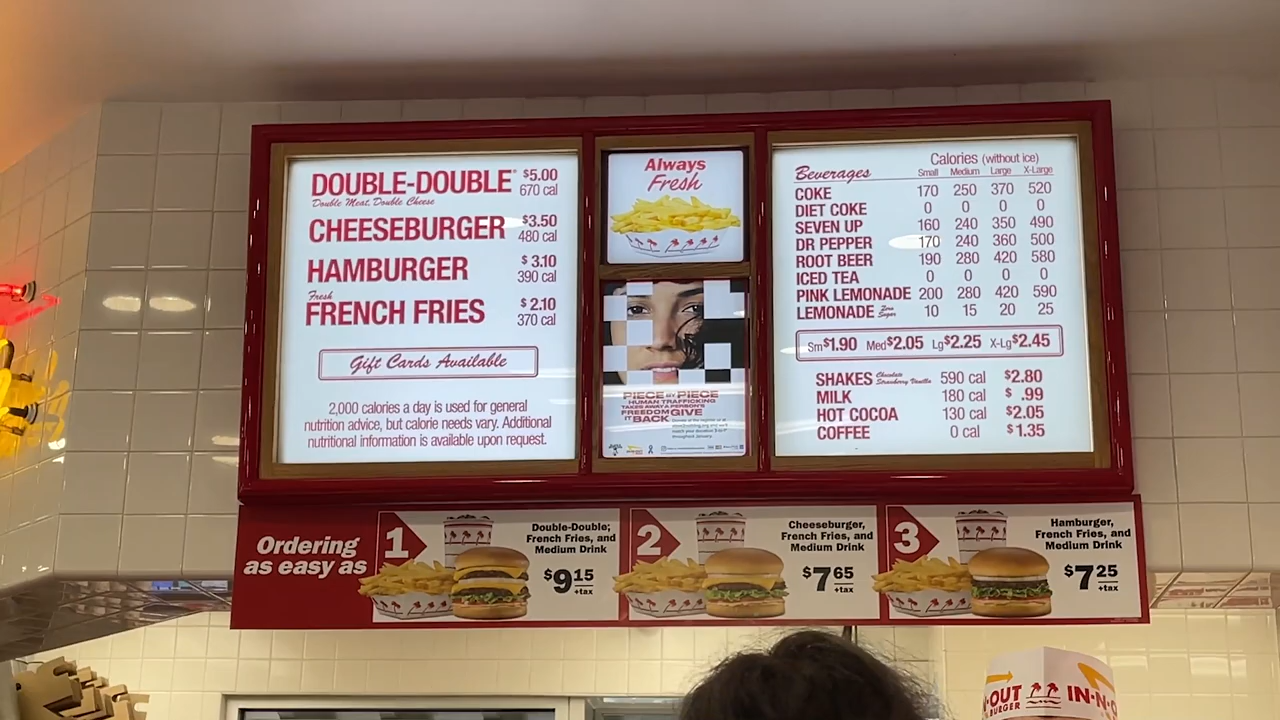 DOUBLE-DOUBLE® $5.00
Double Meat, Double Cheese 670 cal
CHEESEBURGER $3.50
480 cal
HAMBURGER $ 3.10
390 cal
Fresh
FRENCH FRIES $ 2.10
370 cal
Gift Cards Available
2,000 calories a day is used for general
nutrition advice, but calorie needs vary. Additional
nutritional information is available upon request.
Always
Fresh
PIECE BY PIECE
HUMAN TRAFFICKING
TAKES AWAY A PERSON'S
FREEDOM GIVE
IT BACK
Calories (without ice)
Beverages Small Medium Large X-Large
COKE 170 250 370 520
DIET COKE 0 0 0 0
SEVEN UP 160 240 350 490
DR PEPPER 170 240 360 500
ROOT BEER 190 280 420 580
ICED TEA 0 0 0 0
PINK LEMONADE 200 280 420 590
LEMONADE Zero Sugar 10 15 20 25
Sm$1.90 Med$2.05 Lg$2.25 X-Lg$2.45
SHAKES Chocolate Strawberry Vanilla 590 cal $2.80
MILK 180 cal $ .99
HOT COCOA 130 cal $2.05
COFFEE 0 cal $1.35
Ordering
as easy as
1
Double-Double;
French Fries, and
Medium Drink
$9 15
+tax
2
Cheeseburger,
French Fries, and
Medium Drink
$7 65
+tax
3
Hamburger,
French Fries, and
Medium Drink
$7 25
+tax
-OUT
BURGER
IN-N-O